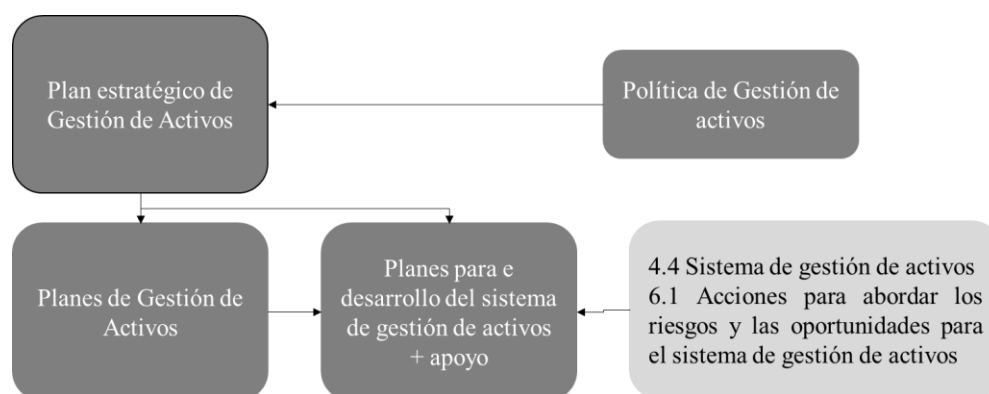 Plan estratégico de
Gestión de Activos
Política de Gestión de
activos
Planes de Gestión de
Activos
Planes para e
desarrollo del sistema
de gestión de activos
+ apoyo
4.4 Sistema de gestión de activos
6.1 Acciones para abordar los
riesgos y las oportunidades para
el sistema de gestión de activos